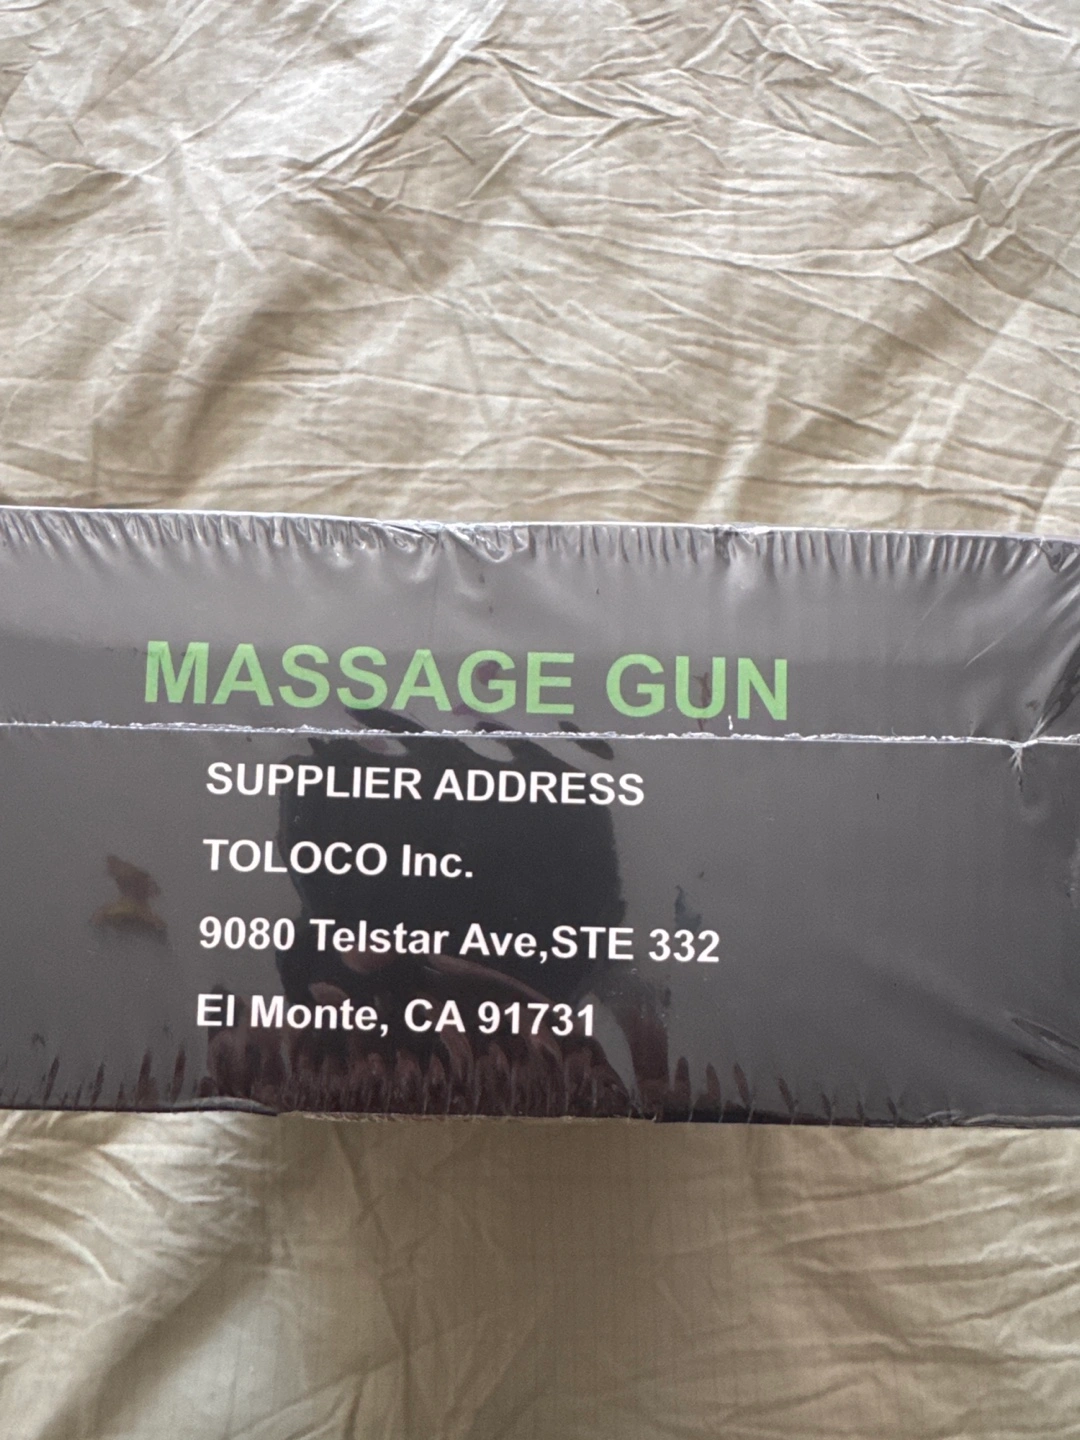 MASSAGE GUN
SUPPLIER ADDRESS
TOLOCO Inc.
9080 Telstar Ave,STE 332
El Monte, CA 91731